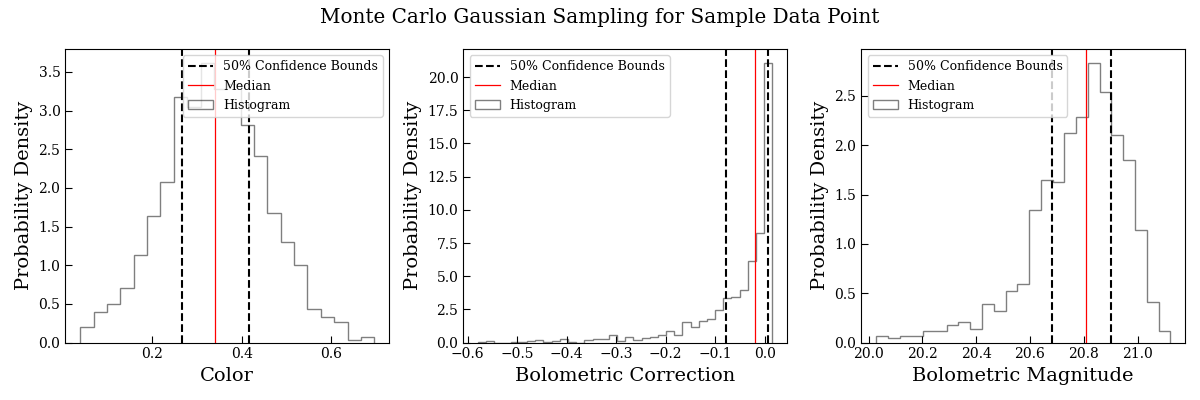 Monte Carlo Gaussian Sampling for Sample Data Point
Probability Density
3.5
3.0
2.5
2.0
1.5
1.0
0.5
0.0
50% Confidence Bounds
Median
Histogram
0.2
0.4
0.6
Color
Probability Density
20.0
17.5
15.0
12.5
10.0
7.5
5.0
2.5
0.0
50% Confidence Bounds
Median
Histogram
−0.6
−0.5
−0.4
−0.3
−0.2
−0.1
0.0
Bolometric Correction
Probability Density
2.5
2.0
1.5
1.0
0.5
0.0
50% Confidence Bounds
Median
Histogram
20.0
20.2
20.4
20.6
20.8
21.0
Bolometric Magnitude